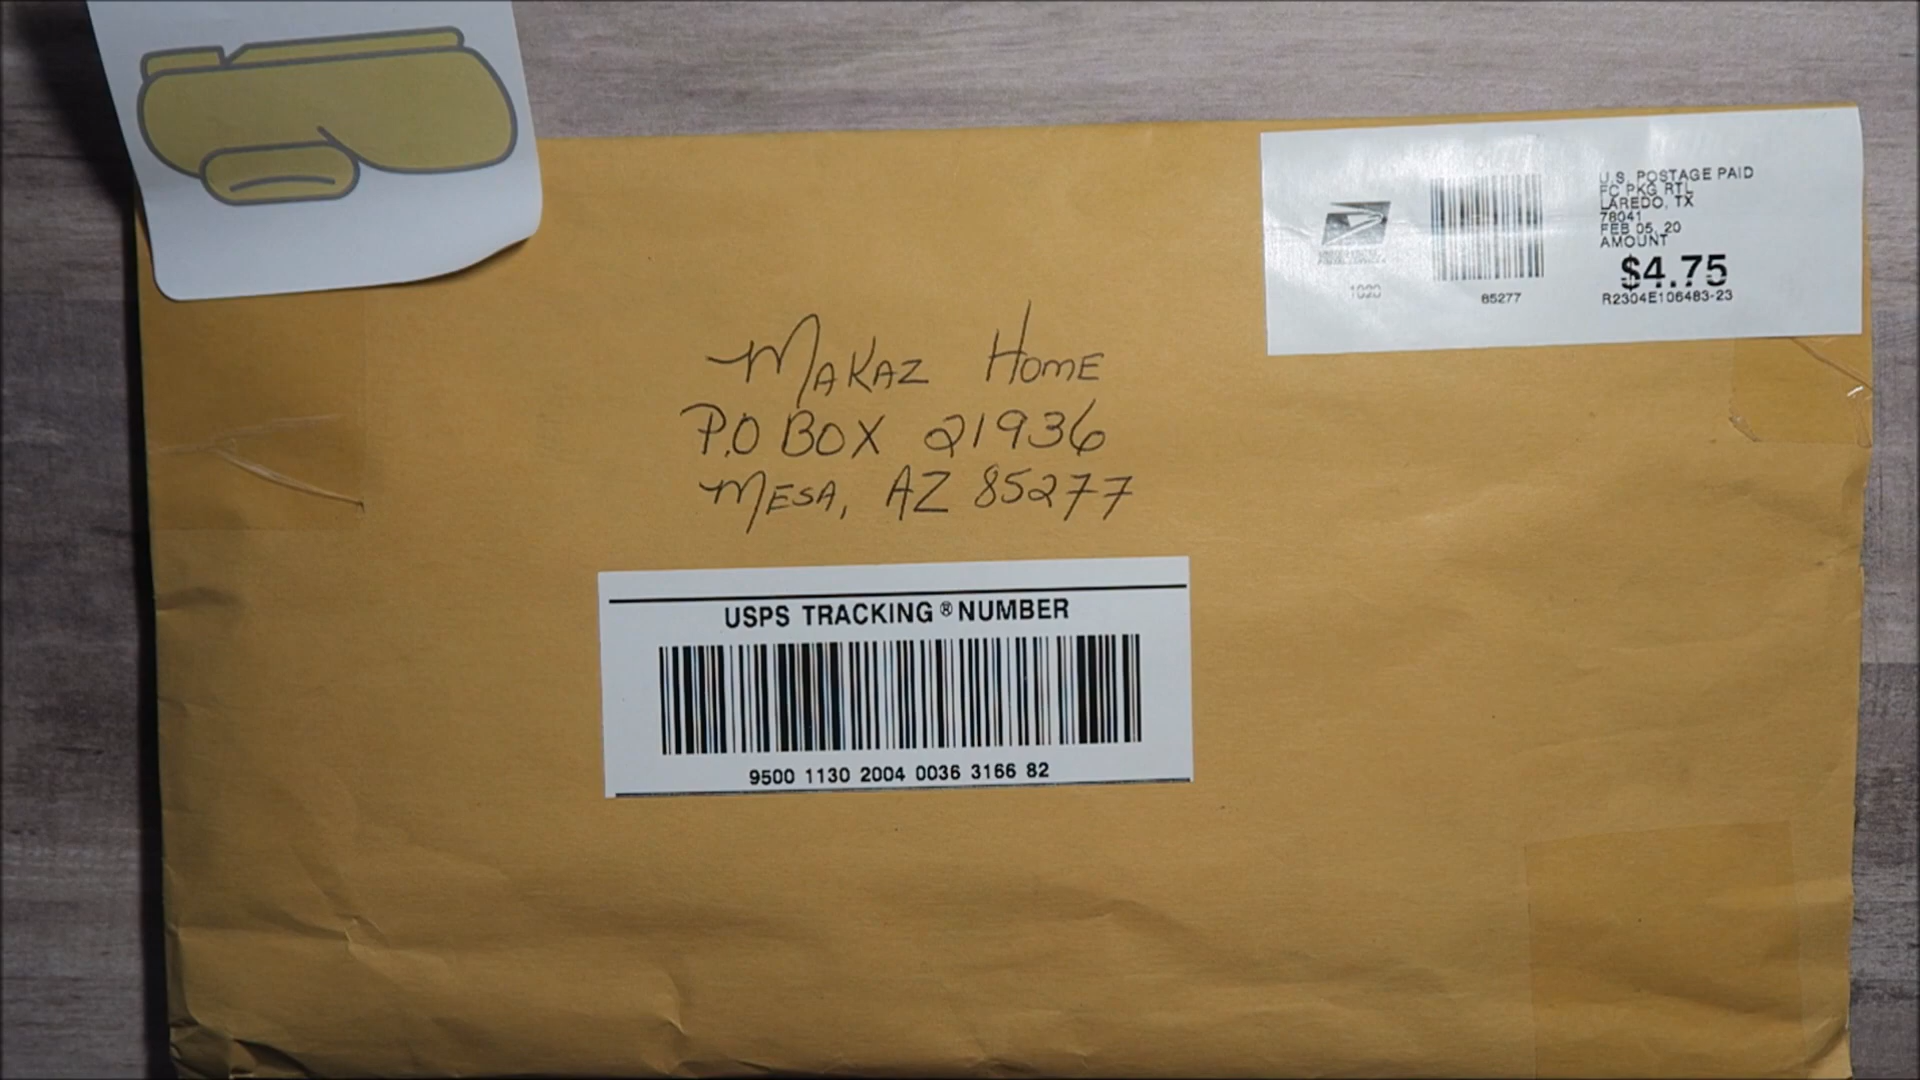 U.S. POSTAGE PAID
FC PKG RTL
LAREDO, TX
78041
FEB 05, 20
AMOUNT
$4.75
R2304E106483-23
1020
85277
MAKAZ HOME
P.O BOX 21936
MESA, AZ 85277
USPS TRACKING ® NUMBER
9500 1130 2004 0036 3166 82